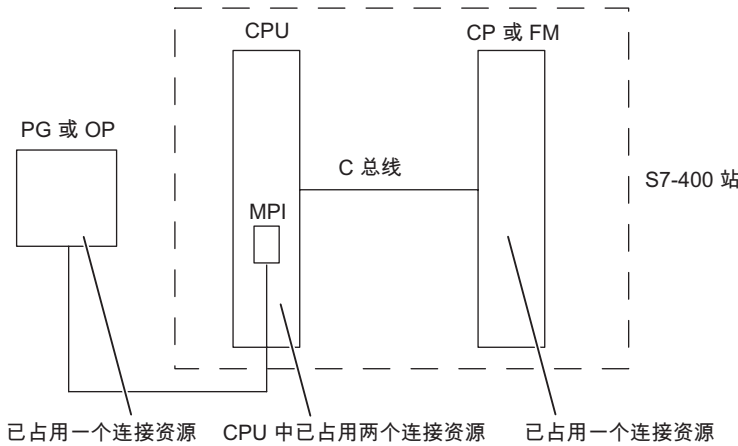 CPU
CP 或 FM
PG 或 OP
C 总线
S7-400 站
MPI
已占用一个连接资源
CPU 中已占用两个连接资源
已占用一个连接资源